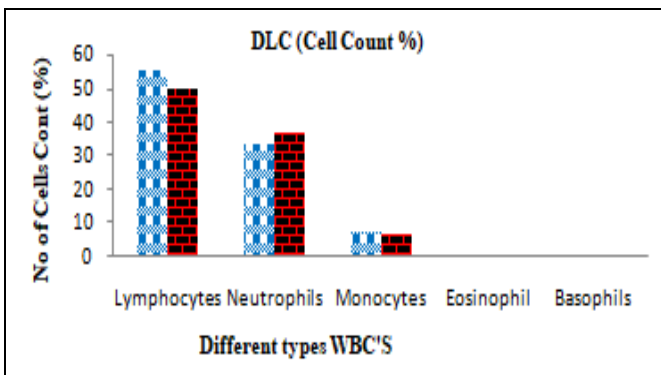 DLC (Cell Count %)
No of Cells Cont (%)
60
50
40
30
20
10
0
Lymphocytes Neutrophils Monocytes Eosinophil Basophils
Different types WBC'S